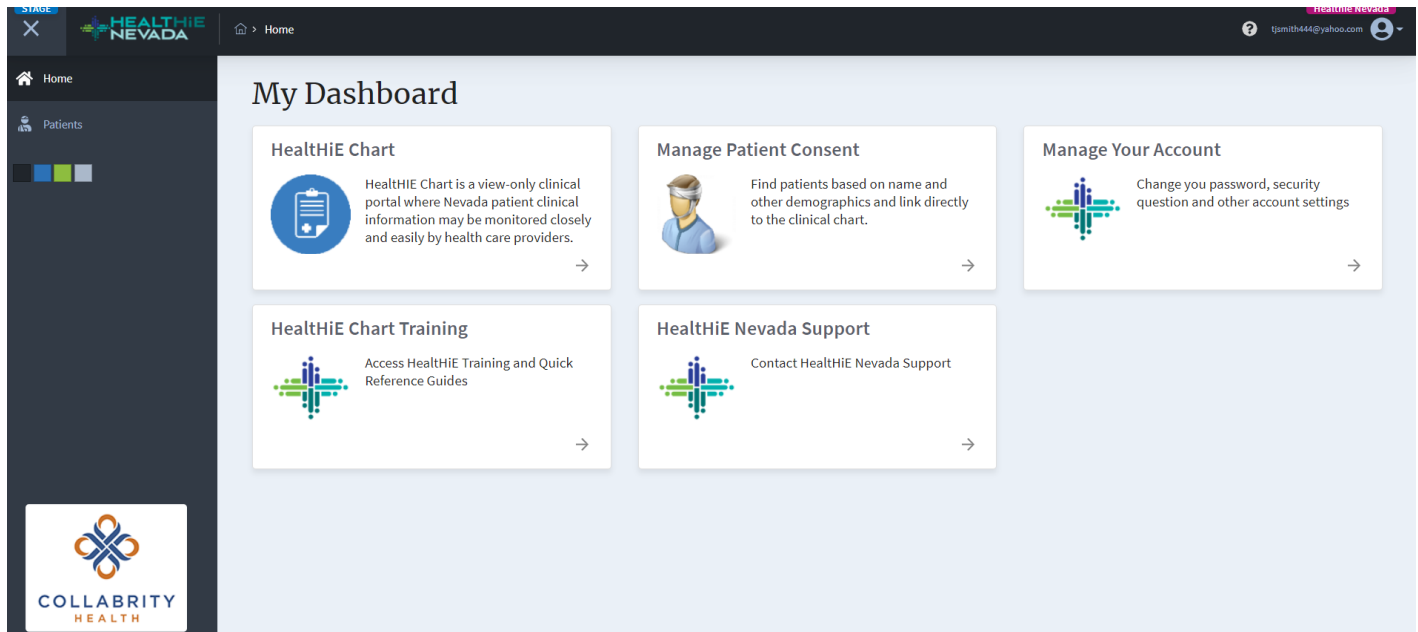 STAGE
HEALTHiE
NEVADA
> Home
Healthie Nevada
? tjsmith444@yahoo.com
Home
Patients
My Dashboard
HealtHiE Chart
HealtHIE Chart is a view-only clinical
portal where Nevada patient clinical
information may be monitored closely
and easily by health care providers.
Manage Patient Consent
Find patients based on name and
other demographics and link directly
to the clinical chart.
Manage Your Account
Change you password, security
question and other account settings
HealtHiE Chart Training
Access HealtHiE Training and Quick
Reference Guides
HealtHiE Nevada Support
Contact HealtHiE Nevada Support
COLLABRITY
HEALTH